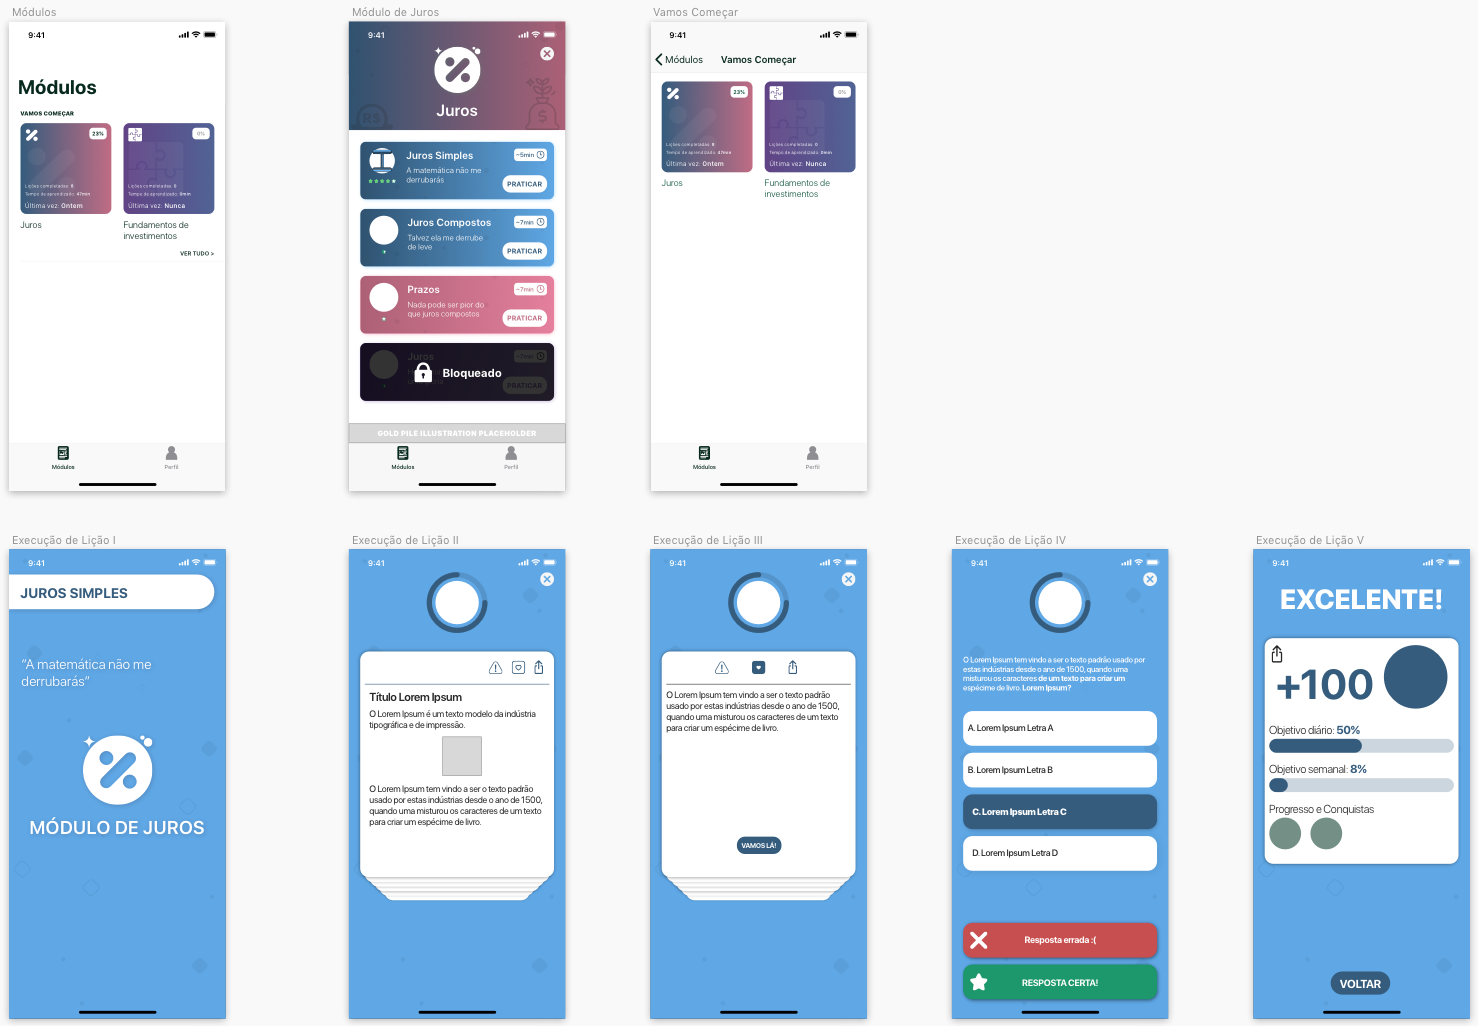 Módulos
9:41
Módulos
VAMOS COMEÇAR
23%
Lições completadas: 8
Tempo de aprendizado: 47min
Última vez: Ontem
Juros
0%
Lições completadas: 0
Tempo de aprendizado: 0min
Última vez: Nunca
Fundamentos de
investimentos
VER TUDO >
Módulos
Perfil
Módulo de Juros
9:41
R$
$
Juros
Juros Simples
~5min
A matemática não me
derrubarás
PRATICAR
Juros Compostos
~7min
Talvez ela me derrube
de leve
PRATICAR
Prazos
~7min
Nada pode ser pior do
que juros compostos
PRATICAR
Juros
~7min
Bloqueado
PRATICAR
GOLD PILE ILLUSTRATION PLACEHOLDER
Módulos
Perfil
Vamos Começar
9:41
Módulos
Vamos Começar
23%
Lições completadas: 8
Tempo de aprendizado: 47min
Última vez: Ontem
Juros
0%
Lições completadas: 0
Tempo de aprendizado: 0min
Última vez: Nunca
Fundamentos de
investimentos
Módulos
Perfil
Execução de Lição I
9:41
JUROS SIMPLES
“A matemática não me
derrubarás”
MÓDULO DE JUROS
Execução de Lição II
9:41
Título Lorem Ipsum
O Lorem Ipsum é um texto modelo da indústria
tipográfica e de impressão.
O Lorem Ipsum tem vindo a ser o texto padrão
usado por estas indústrias desde o ano de 1500,
quando uma misturou os caracteres de um texto
para criar um espécime de livro.
Execução de Lição III
9:41
O Lorem Ipsum tem vindo a ser o texto padrão
usado por estas indústrias desde o ano de 1500,
quando uma misturou os caracteres de um texto
para criar um espécime de livro.
VAMOS LÁ!
Execução de Lição IV
9:41
O Lorem Ipsum tem vindo a ser o texto padrão usado por
estas indústrias desde o ano de 1500, quando uma
misturou os caracteres de um texto para criar um
espécime de livro. Lorem Ipsum?
A. Lorem Ipsum Letra A
B. Lorem Ipsum Letra B
C. Lorem Ipsum Letra C
D. Lorem Ipsum Letra D
Resposta errada :(
RESPOSTA CERTA!
Execução de Lição V
9:41
EXCELENTE!
+100
Objetivo diário: 50%
Objetivo semanal: 8%
Progresso e Conquistas
VOLTAR